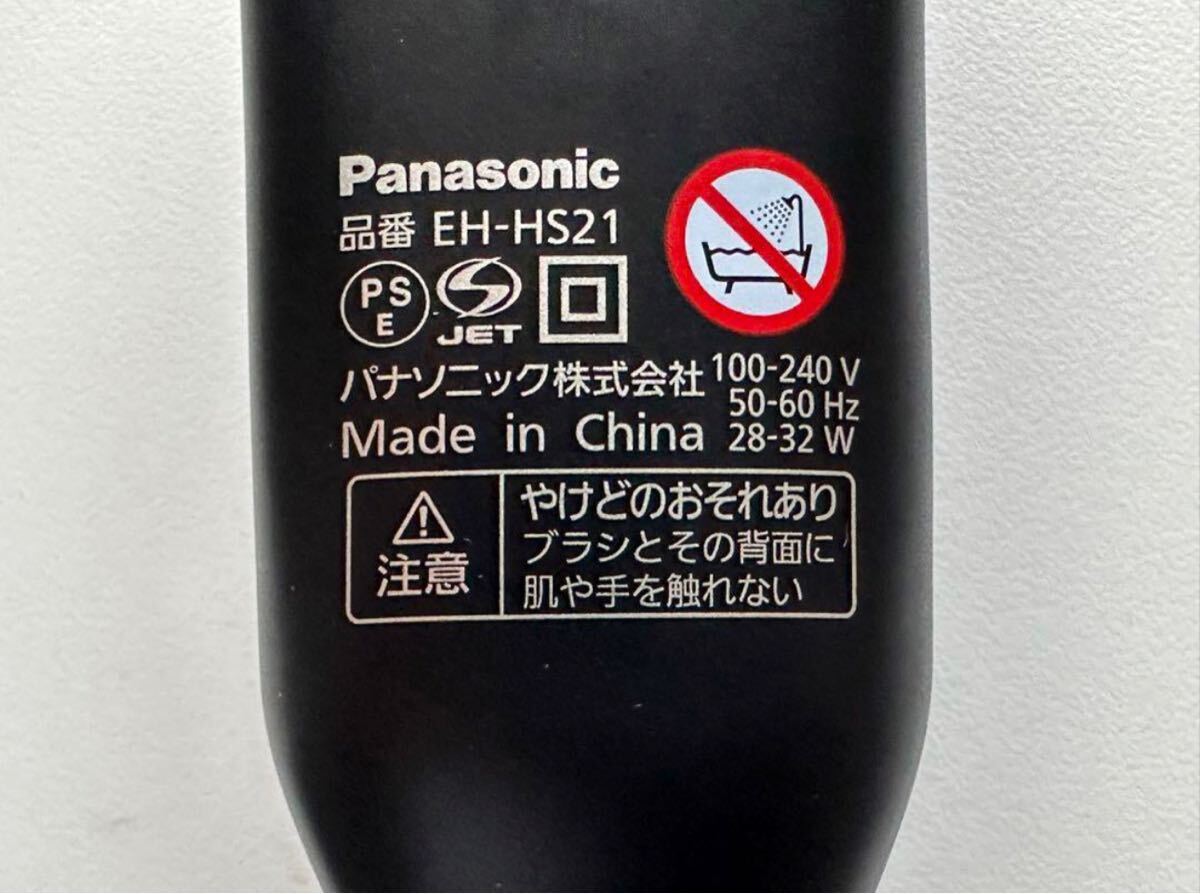 Panasonic
品番 EH-HS21
PS
E
JET
パナソニック株式会社
Made in China
100-240 V
50-60 Hz
28-32 W
注意
やけどのおそれあり
ブラシとその背面に
肌や手を触れない